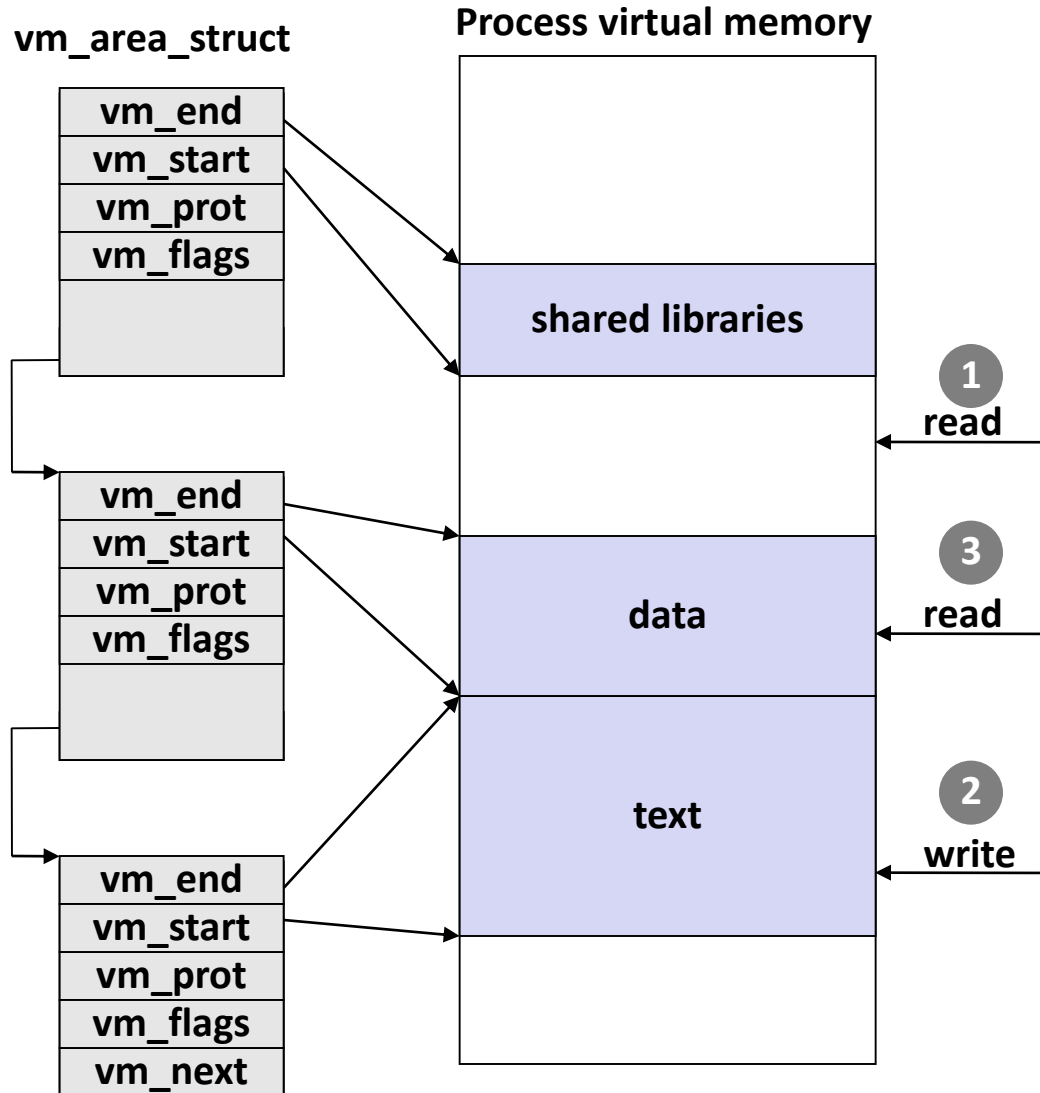 Process virtual memory
vm_area_struct
vm_end
vm_start
vm_prot
vm_flags
shared libraries
1
read
vm_end
vm_start
vm_prot
vm_flags
data
3
read
text
2
write
vm_end
vm_start
vm_prot
vm_flags
vm_next